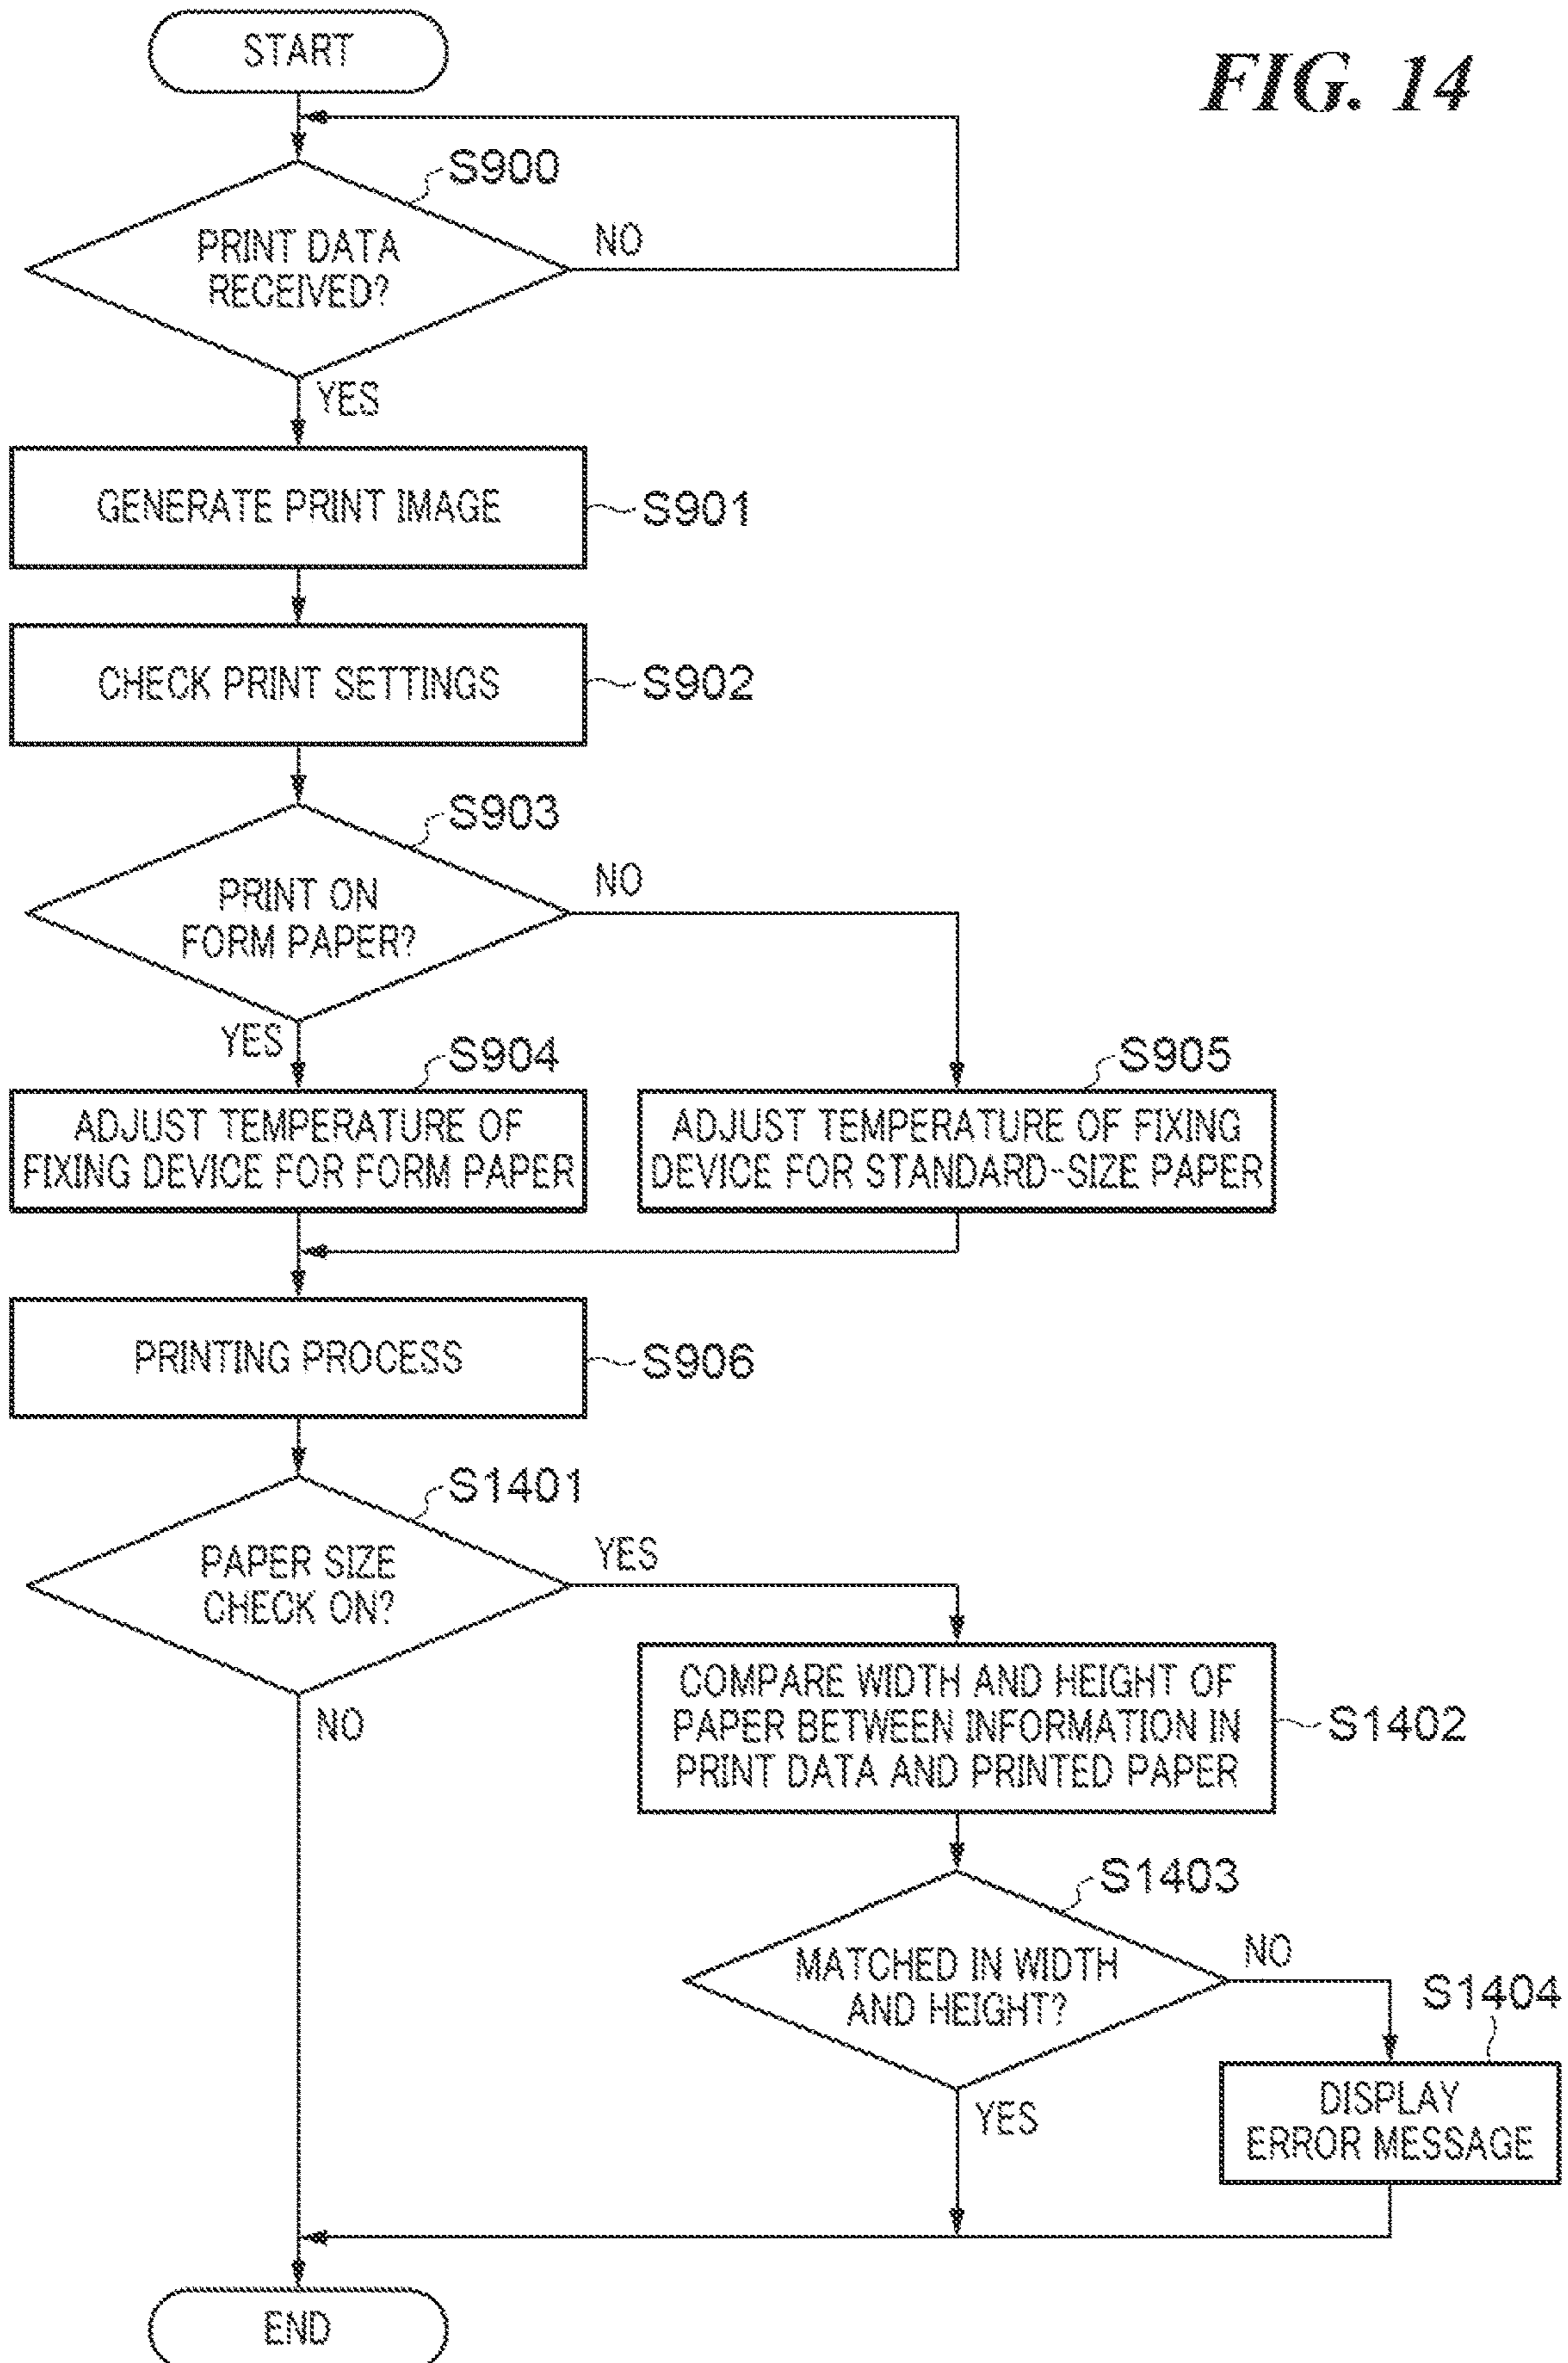 START
FIG. 14
S900
PRINT DATA
RECEIVED?
NO
YES
GENERATE PRINT IMAGE
S901
CHECK PRINT SETTINGS
S902
S903
PRINT ON
FORM PAPER?
NO
YES
S904
ADJUST TEMPERATURE OF
FIXING DEVICE FOR FORM PAPER
S905
ADJUST TEMPERATURE OF FIXING
DEVICE FOR STANDARD-SIZE PAPER
PRINTING PROCESS
S906
S1401
PAPER SIZE
CHECK ON?
YES
NO
COMPARE WIDTH AND HEIGHT OF
PAPER BETWEEN INFORMATION IN
PRINT DATA AND PRINTED PAPER
S1402
S1403
MATCHED IN WIDTH
AND HEIGHT?
NO
YES
S1404
DISPLAY
ERROR MESSAGE
END